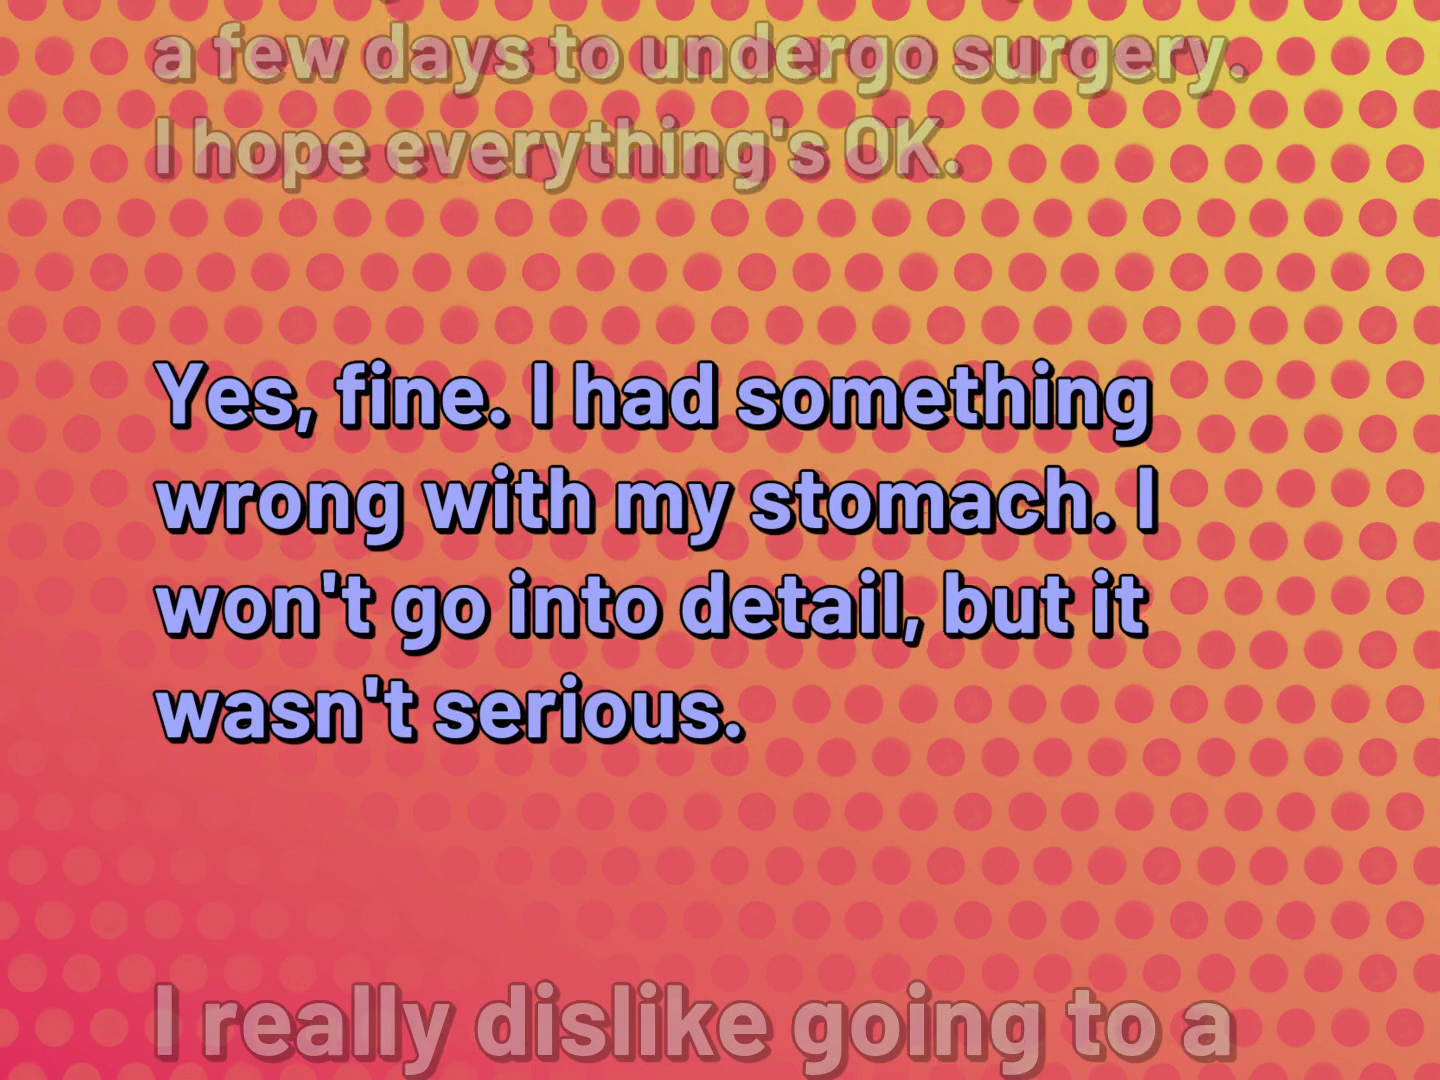 a few days to undergo surgery.
I hope everything's OK.
Yes, fine. I had something
wrong with my stomach. I
won't go into detail, but it
wasn't serious.
I really dislike going to a